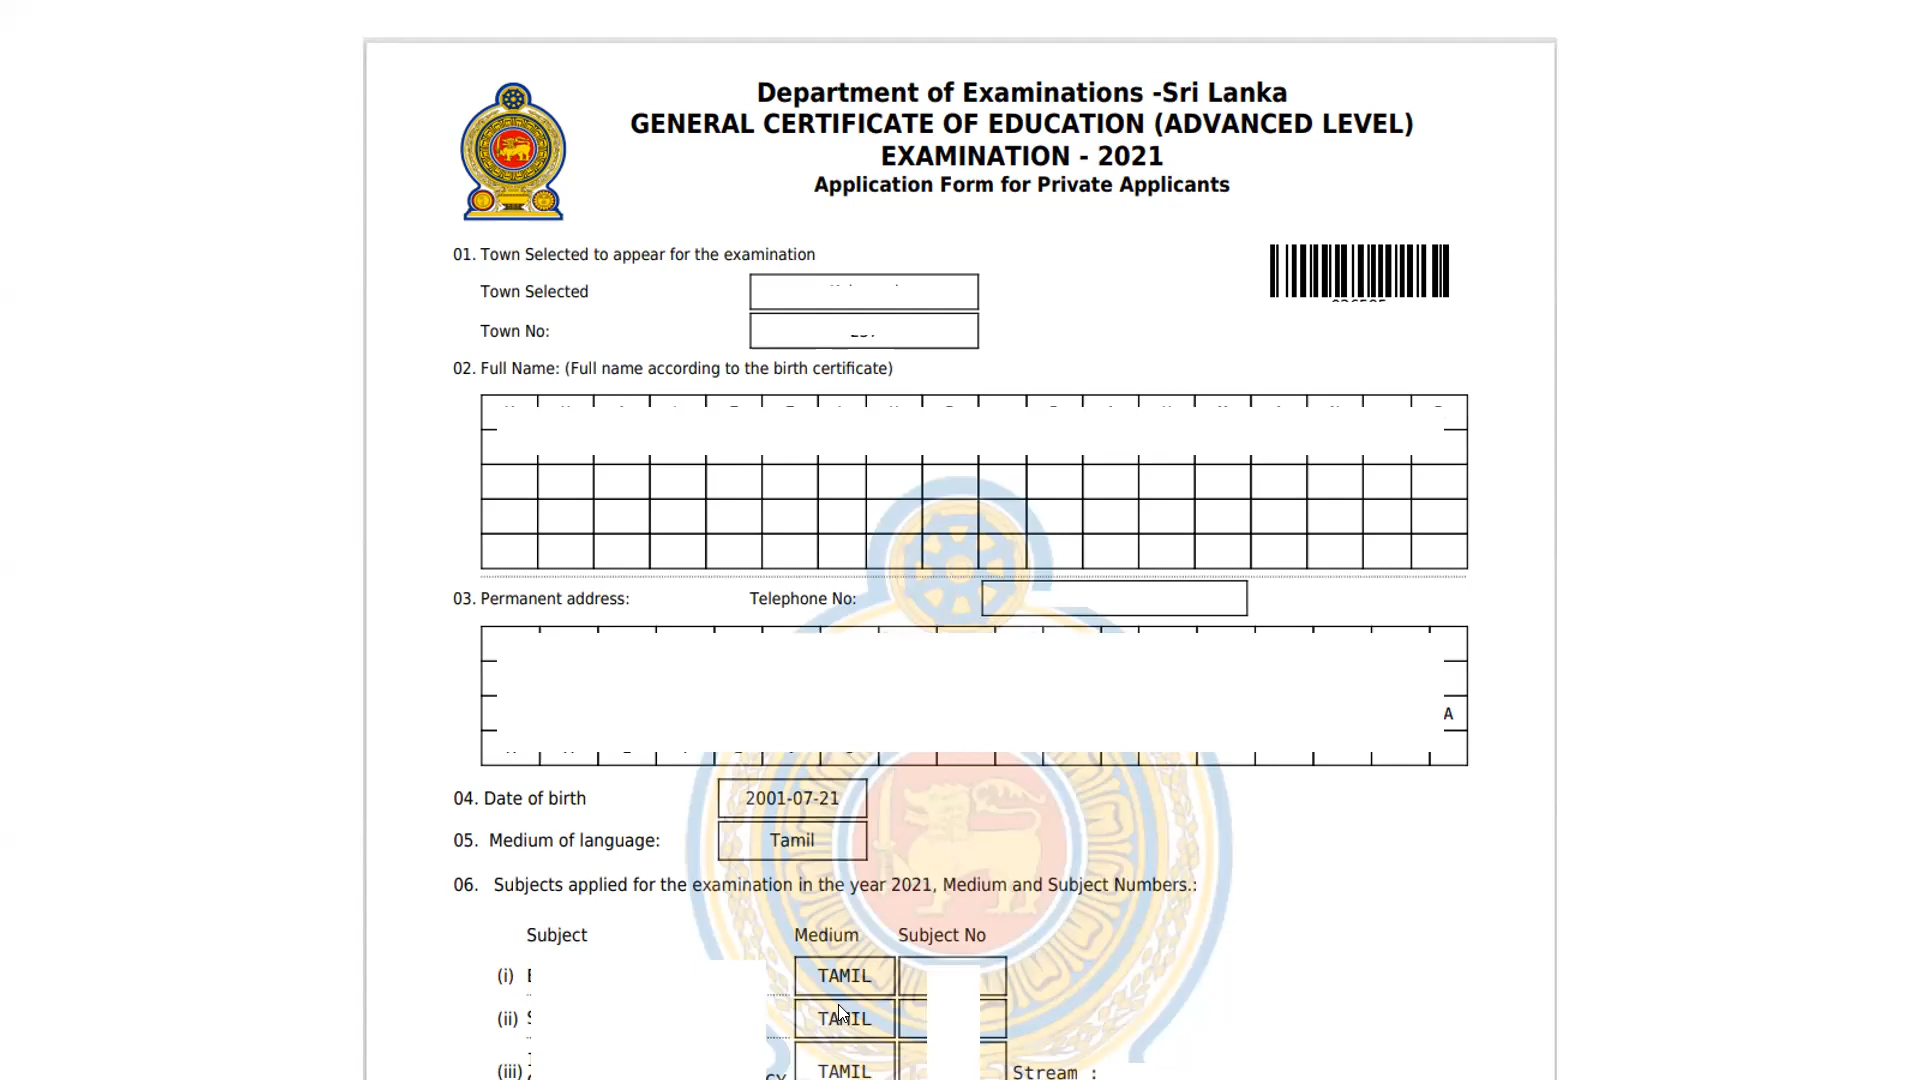 Department of Examinations -Sri Lanka
GENERAL CERTIFICATE OF EDUCATION (ADVANCED LEVEL)
EXAMINATION - 2021
Application Form for Private Applicants
01. Town Selected to appear for the examination
Town Selected
Town No:
02. Full Name: (Full name according to the birth certificate)
03. Permanent address: Telephone No:
A
04. Date of birth 2001-07-21
05. Medium of language: Tamil
06. Subjects applied for the examination in the year 2021, Medium and Subject Numbers.:
Subject Medium Subject No
(i) TAMIL
(ii) TAMIL
(iii) TAMIL Stream :